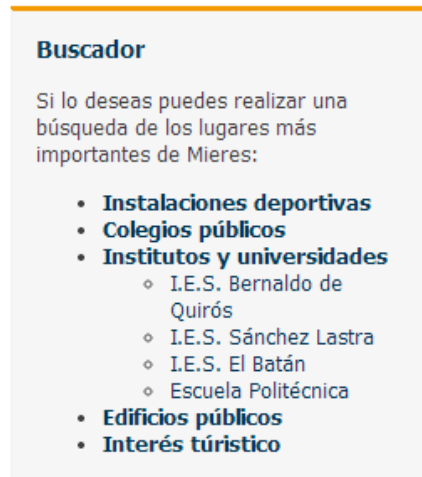 Buscador
Si lo deseas puedes realizar una
búsqueda de los lugares más
importantes de Mieres:
• Instalaciones deportivas
• Colegios públicos
• Institutos y universidades
◦ I.E.S. Bernaldo de
Quirós
◦ I.E.S. Sánchez Lastra
◦ I.E.S. El Batán
◦ Escuela Politécnica
• Edificios públicos
• Interés túristico